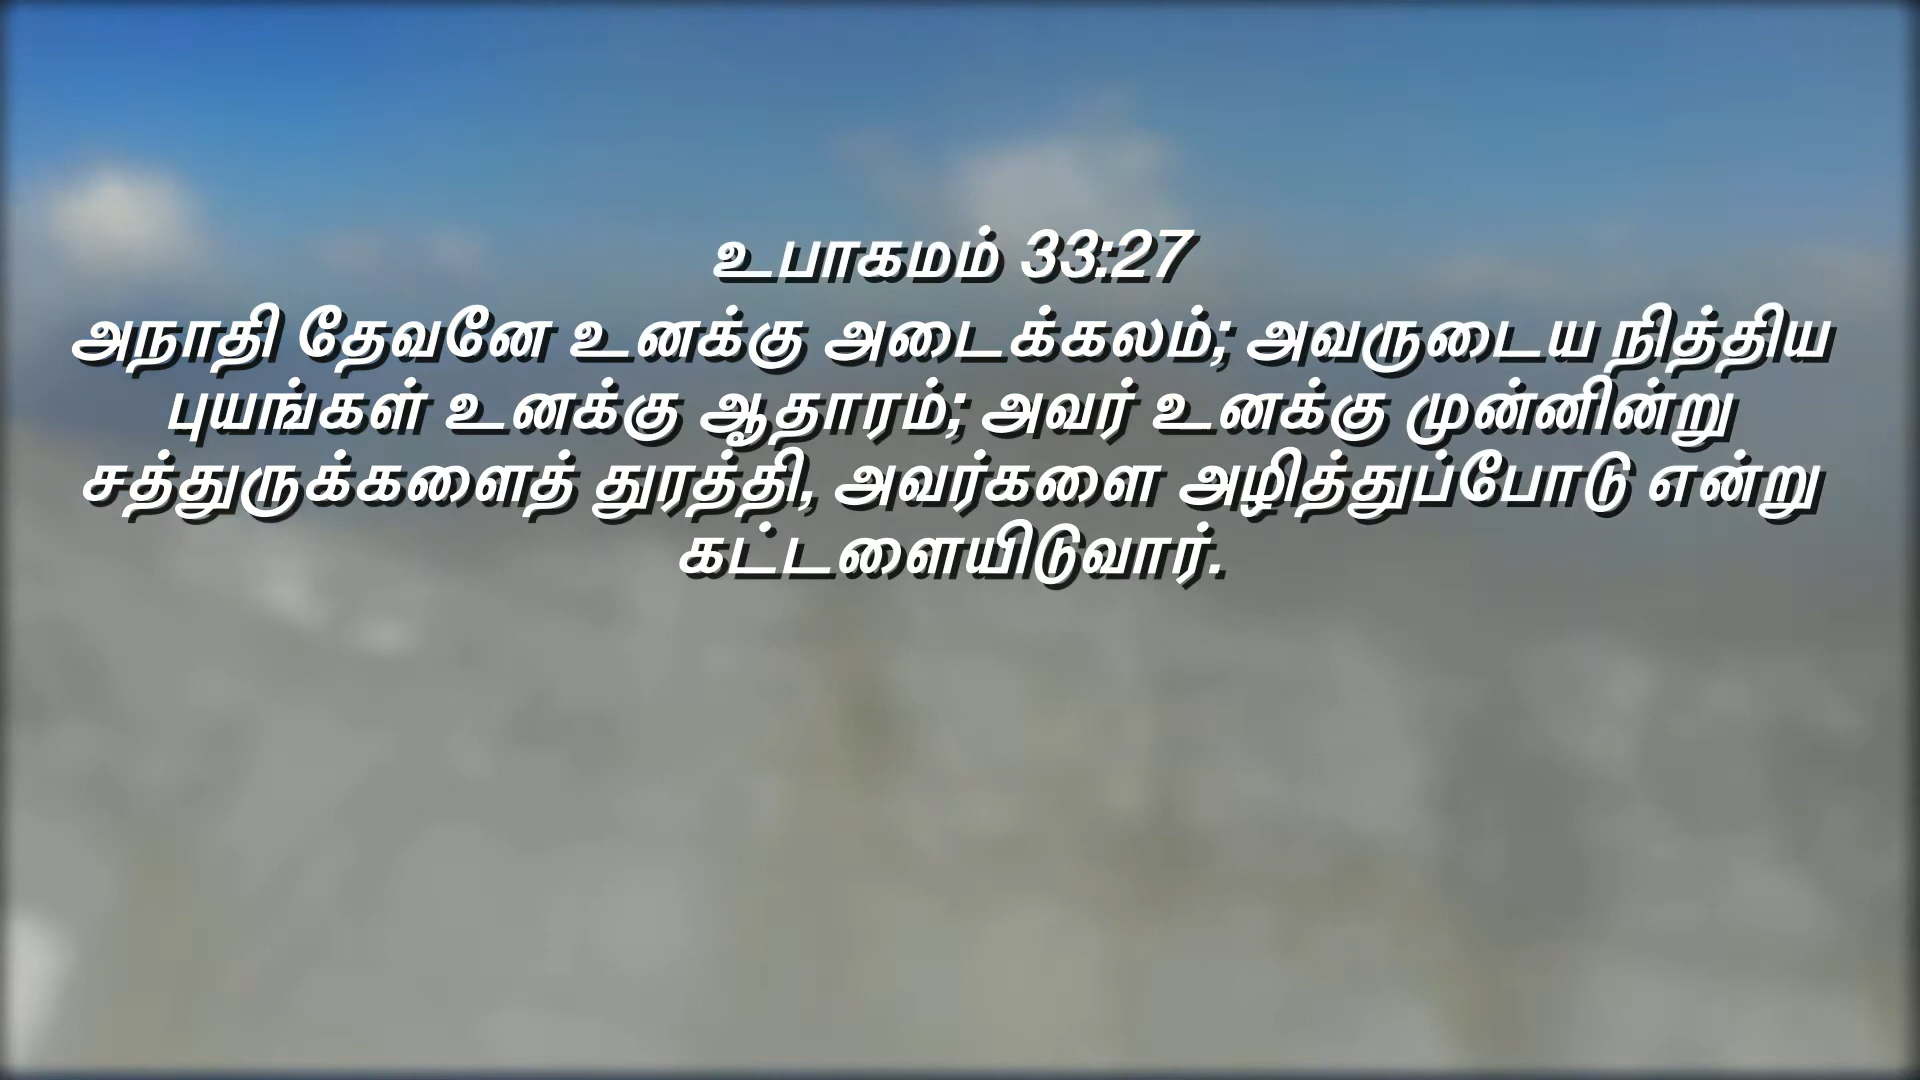 உபாகமம் 33:27
அநாதி தேவனே உனக்கு அடைக்கலம்; அவருடைய நித்திய
புயங்கள் உனக்கு ஆதாரம்; அவர் உனக்கு முன்னின்று
சத்துருக்களைத் துரத்தி, அவர்களை அழித்துப்போடு என்று
கட்டளையிடுவார்.